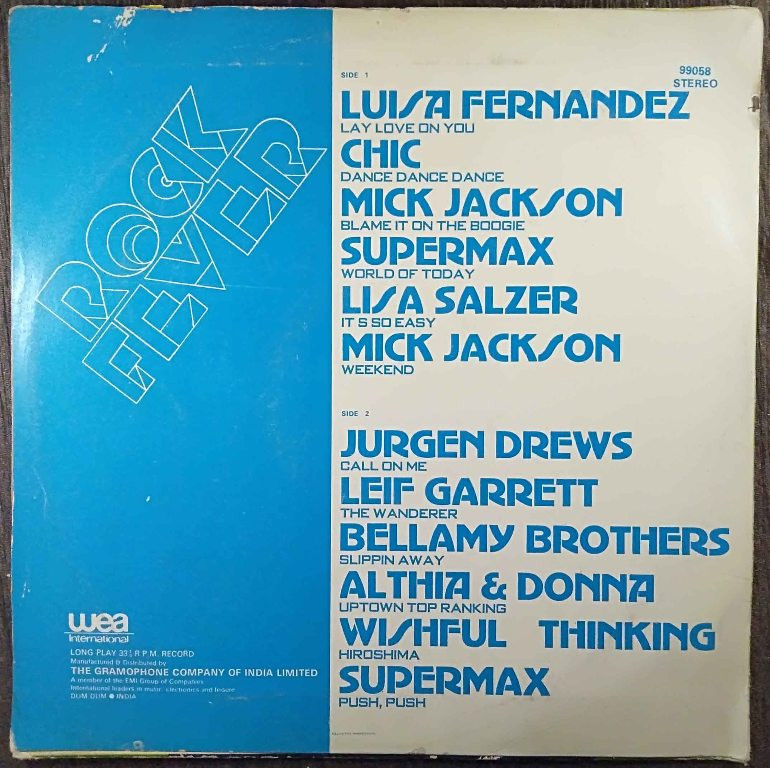 ROCK
FEVER
wea
International
LONG PLAY 33⅓ R.P.M. RECORD
Manufactured & Distributed by
THE GRAMOPHONE COMPANY OF INDIA LIMITED
A member of the EMI Group of Companies
International leaders in music, electronics and leisure
DUM DUM ● INDIA
99058
STEREO
SIDE 1
LUISA FERNANDEZ
LAY LOVE ON YOU
CHIC
DANCE DANCE DANCE
MICK JACKSON
BLAME IT ON THE BOOGIE
SUPERMAX
WORLD OF TODAY
LISA SALZER
IT S SO EASY
MICK JACKSON
WEEKEND
SIDE 2
JURGEN DREWS
CALL ON ME
LEIF GARRETT
THE WANDERER
BELLAMY BROTHERS
SLIPPIN AWAY
ALTHIA & DONNA
UPTOWN TOP RANKING
WISHFUL THINKING
HIROSHIMA
SUPERMAX
PUSH, PUSH